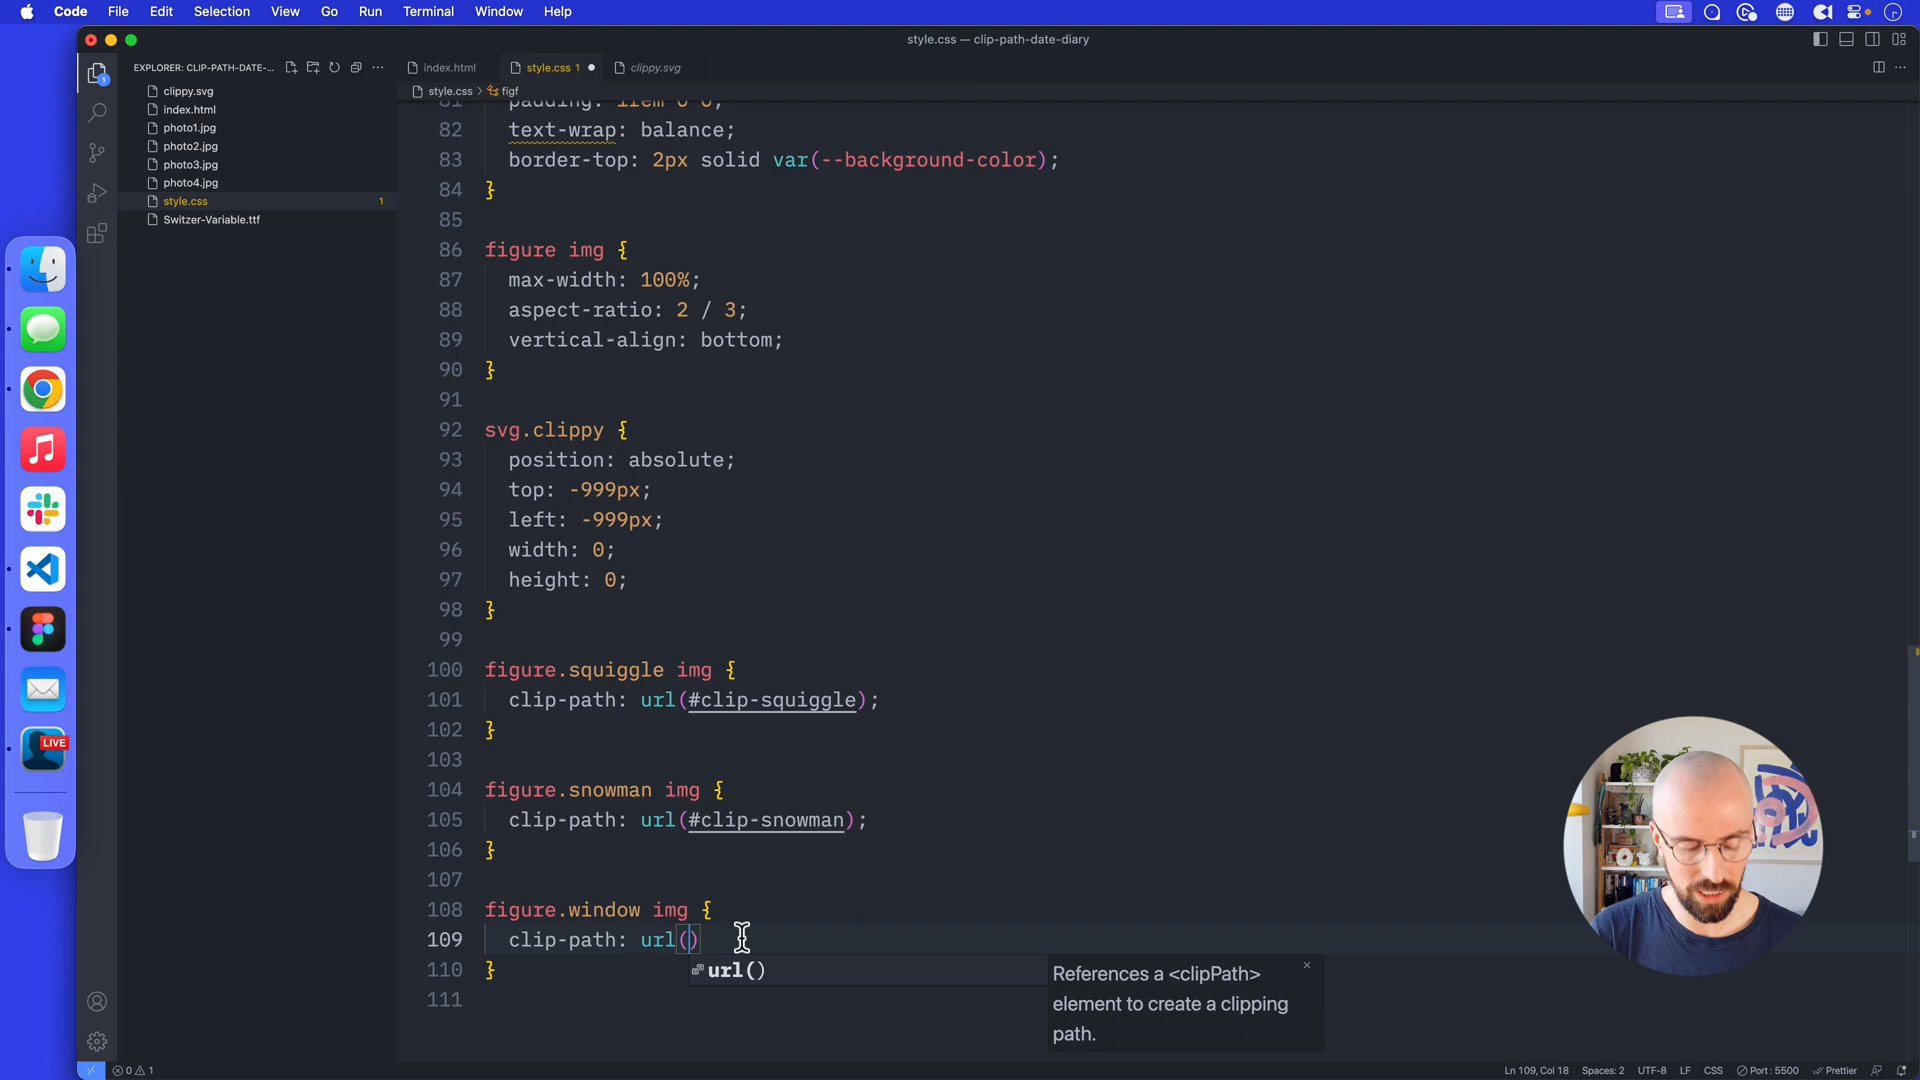 Code File Edit Selection View Go Run Terminal Window Help
style.css — clip-path-date-diary
EXPLORER: CLIP-PATH-DATE-...
index.html
style.css 1
clippy.svg
style.css > figf
clippy.svg
index.html
photo1.jpg
photo2.jpg
photo3.jpg
photo4.jpg
style.css 1
Switzer-Variable.ttf
82 text-wrap: balance;
83 border-top: 2px solid var(--background-color);
84 }
85
86 figure img {
87 max-width: 100%;
88 aspect-ratio: 2 / 3;
89 vertical-align: bottom;
90 }
91
92 svg.clippy {
93 position: absolute;
94 top: -999px;
95 left: -999px;
96 width: 0;
97 height: 0;
98 }
99
100 figure.squiggle img {
101 clip-path: url(#clip-squiggle);
102 }
103
104 figure.snowman img {
105 clip-path: url(#clip-snowman);
106 }
107
108 figure.window img {
109 clip-path: url()
110 }
111
url()
References a <clipPath>
element to create a clipping
path.
LIVE
0 1
Ln 109, Col 18 Spaces: 2 UTF-8 LF CSS Port : 5500 Prettier